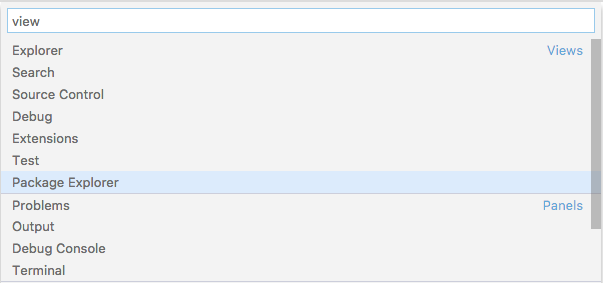 view
Explorer Views
Search
Source Control
Debug
Extensions
Test
Package Explorer
Problems Panels
Output
Debug Console
Terminal